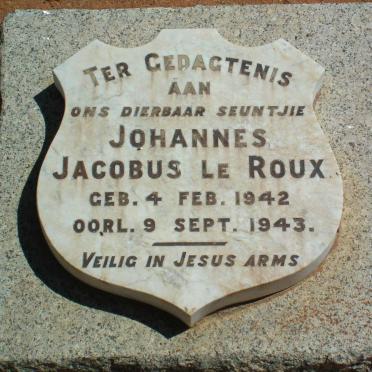 TER GEDAGTENIS
AAN
ONS DIERBAAR SEUNTJIE
JOHANNES
JACOBUS LE ROUX
GEB. 4 FEB. 1942
OORL. 9 SEPT. 1943.
VEILIG IN JESUS ARMS